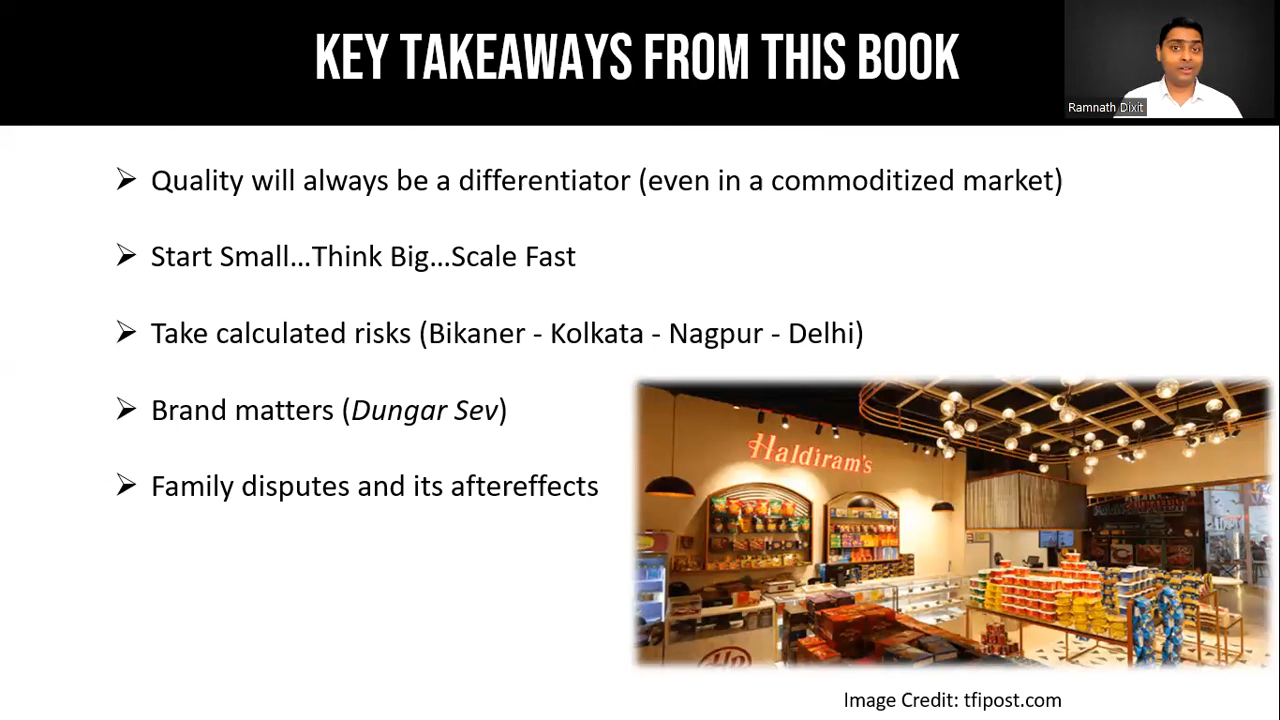 KEY TAKEAWAYS FROM THIS BOOK
Ramnath Dixit
Quality will always be a differentiator (even in a commoditized market)
Start Small...Think Big...Scale Fast
Take calculated risks (Bikaner - Kolkata - Nagpur - Delhi)
Brand matters (Dungar Sev)
Family disputes and its aftereffects
Haldiram's
Image Credit: tfipost.com